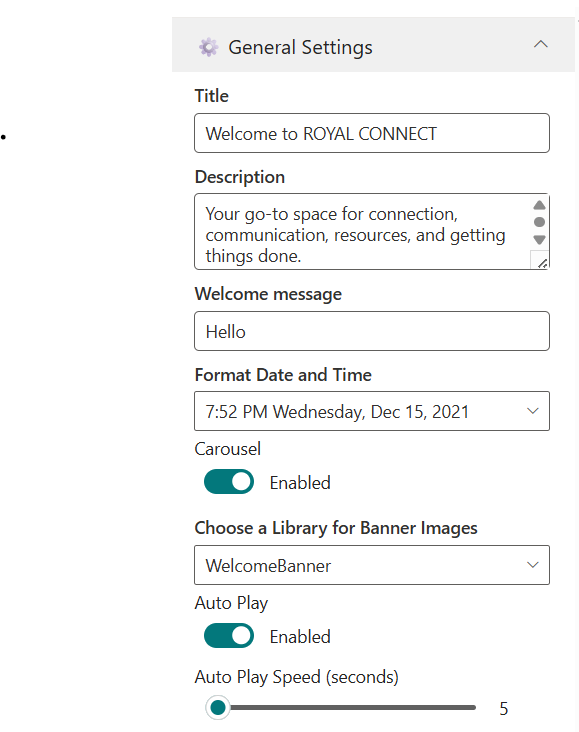 General Settings
Title
Welcome to ROYAL CONNECT
Description
Your go-to space for connection,
communication, resources, and getting
things done.
Welcome message
Hello
Format Date and Time
7:52 PM Wednesday, Dec 15, 2021
Carousel
Enabled
Choose a Library for Banner Images
WelcomeBanner
Auto Play
Enabled
Auto Play Speed (seconds)
5